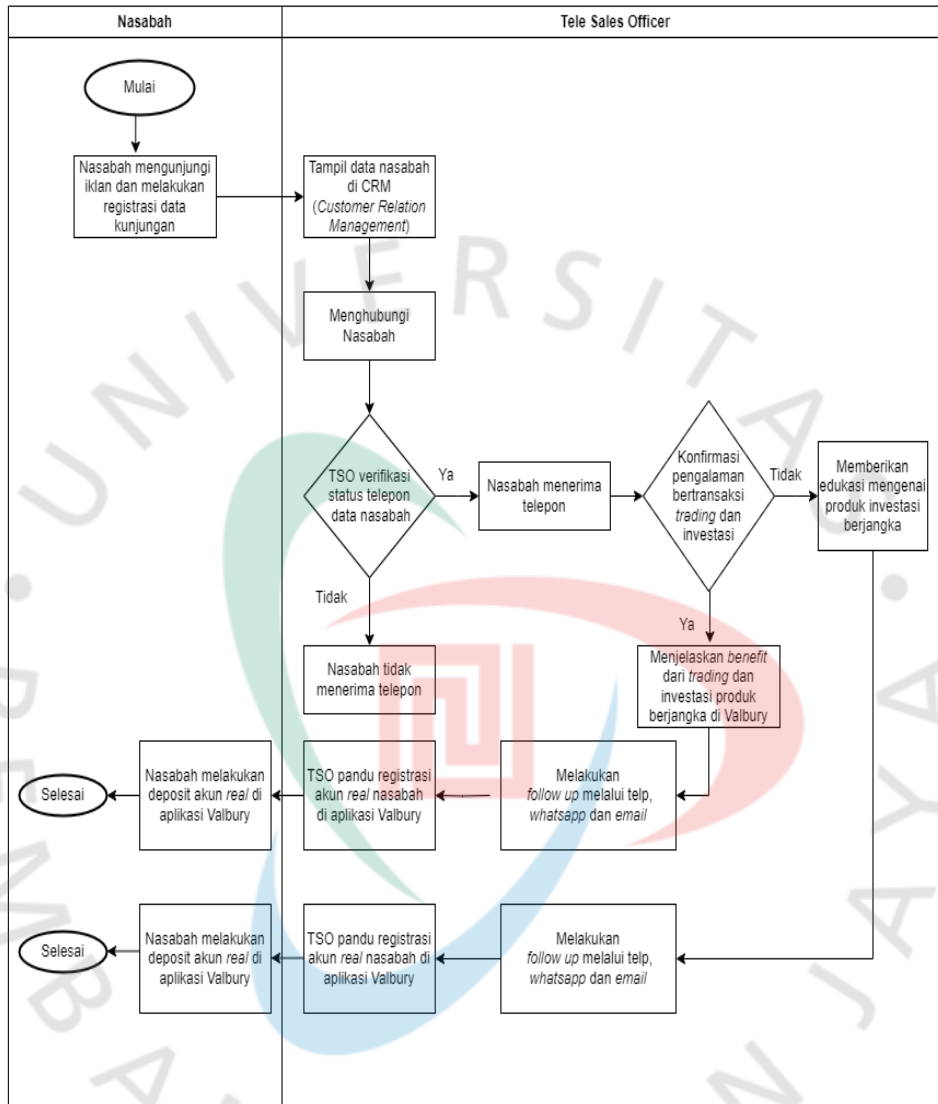 Nasabah
Tele Sales Officer
Mulai
Nasabah mengunjungi
iklan dan melakukan
registrasi data
kunjungan
Tampil data nasabah
di CRM
(Customer Relation
Management)
Menghubungi
Nasabah
TSO verifikasi
status telepon
data nasabah
Ya
Nasabah menerima
telepon
Konfirmasi
pengalaman
bertransaksi
trading dan
investasi
Tidak
Memberikan
edukasi mengenai
produk investasi
berjangka
Tidak
Nasabah tidak
menerima telepon
Ya
Menjelaskan benefit
dari trading dan
investasi produk
berjangka di Valbury
Melakukan
follow up melalui telp,
whatsapp dan email
TSO pandu registrasi
akun real nasabah
di aplikasi Valbury
Nasabah melakukan
deposit akun real di
aplikasi Valbury
Selesai
Melakukan
follow up melalui telp,
whatsapp dan email
TSO pandu registrasi
akun real nasabah di
aplikasi Valbury
Nasabah melakukan
deposit akun real di
aplikasi Valbury
Selesai
UNIVERSITAS
PEMBANGUNAN JAYA